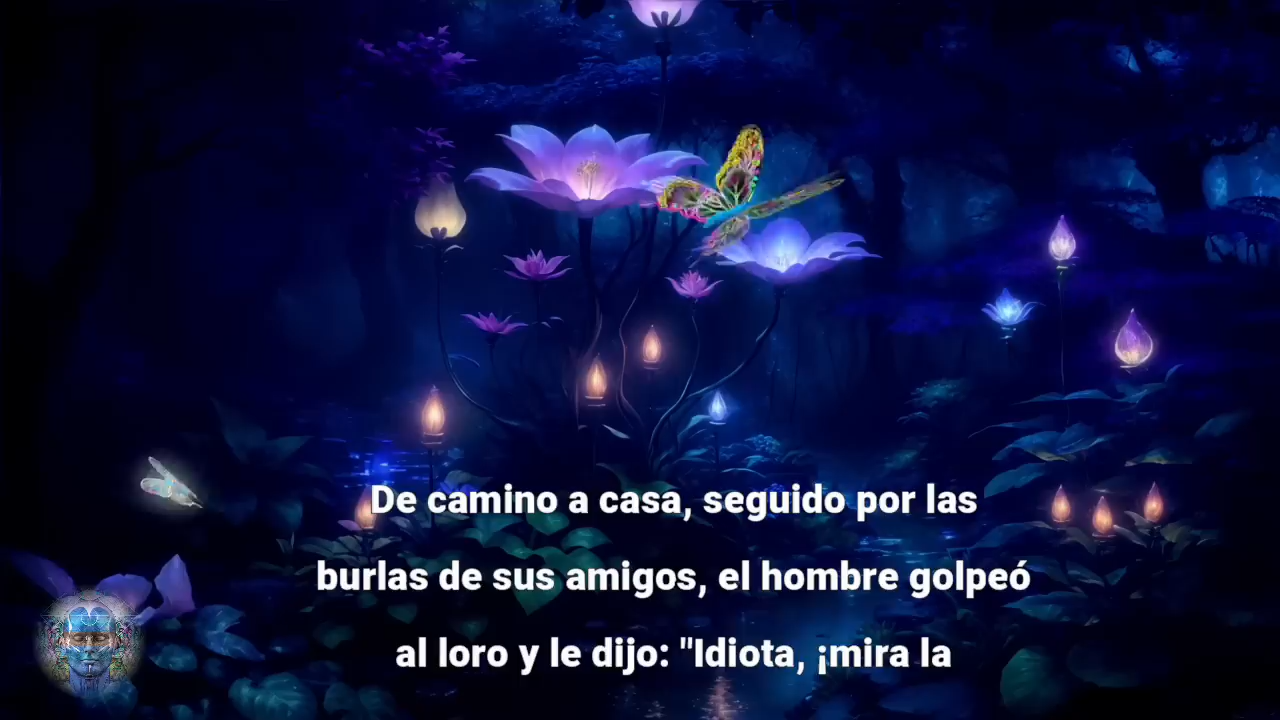 De camino a casa, seguido por las
burlas de sus amigos, el hombre golpeó
al loro y le dijo: "Idiota, ¡mira la